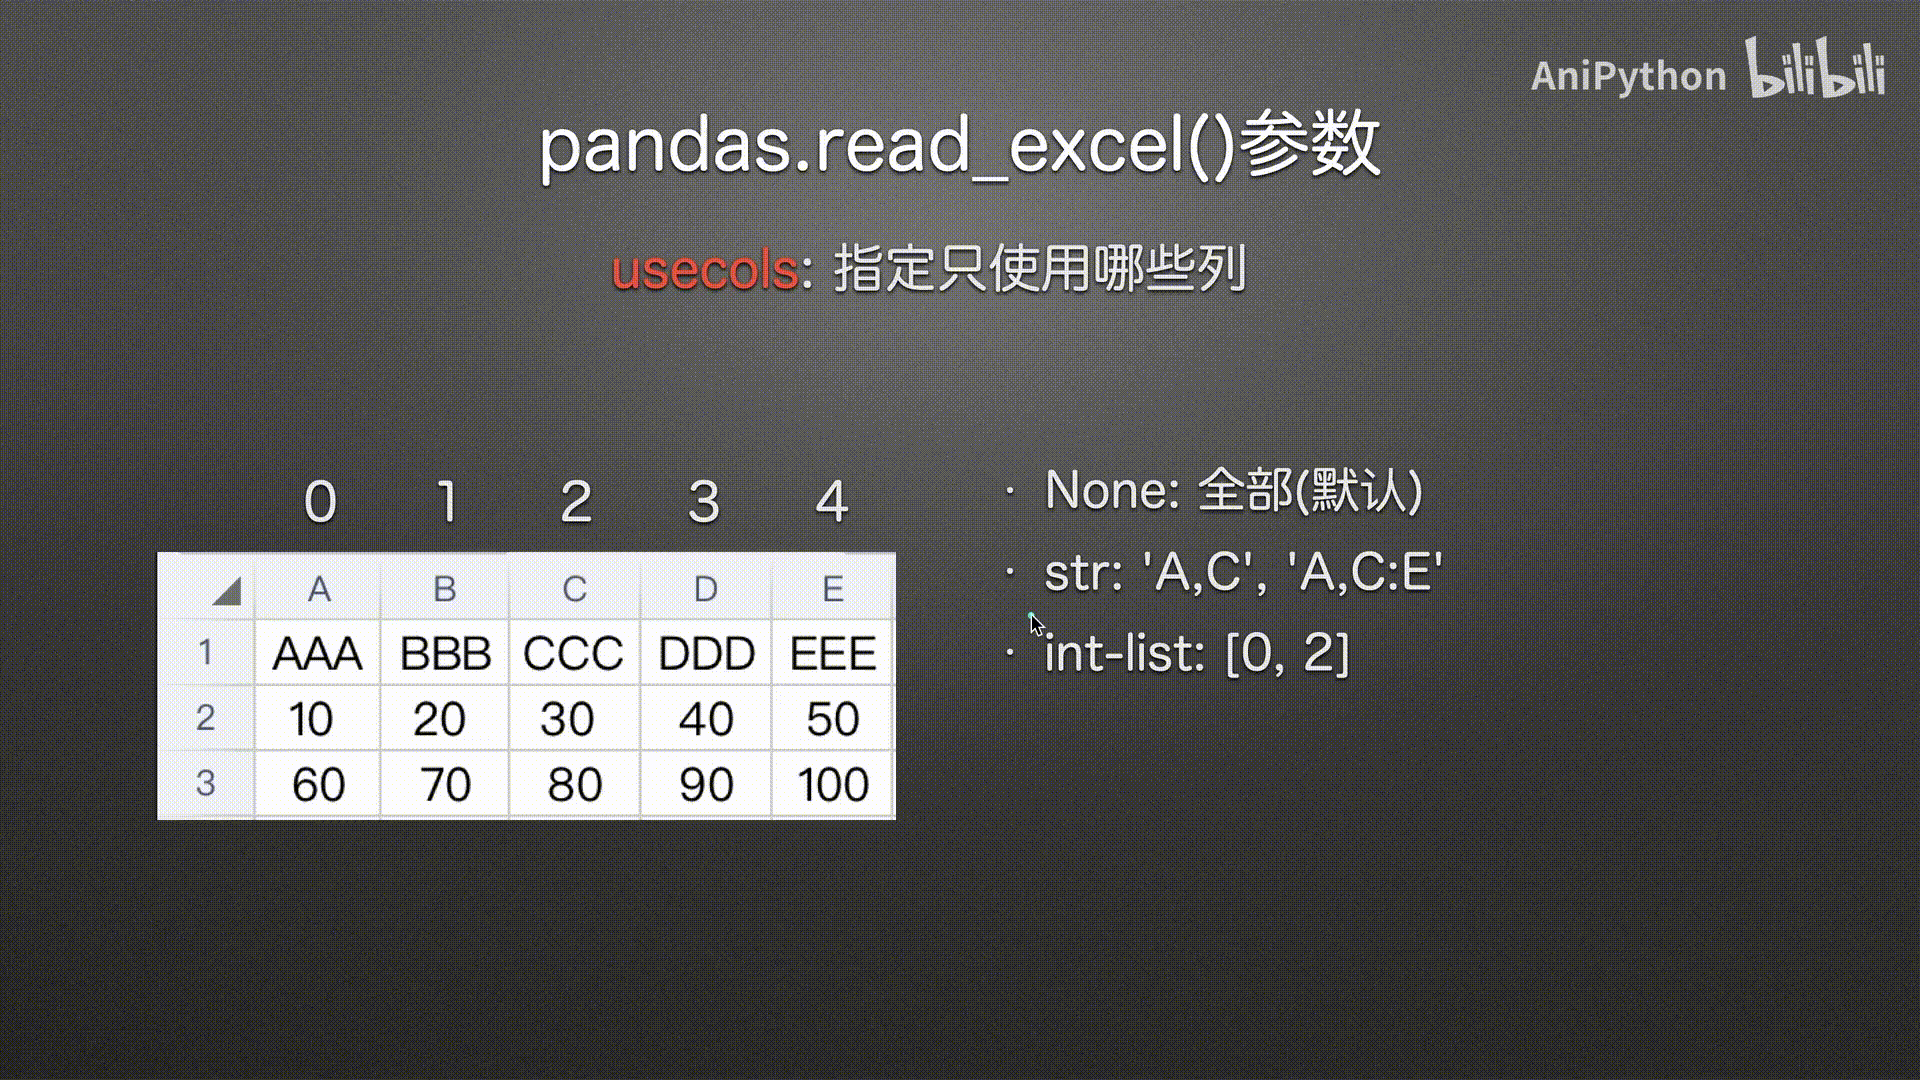 AniPython bilibili
pandas.read_excel()参数
usecols: 指定只使用哪些列
0 1 2 3 4
A B C D E
1 AAA BBB CCC DDD EEE
2 10 20 30 40 50
3 60 70 80 90 100
· None: 全部(默认)
· str: 'A,C', 'A,C:E'
· int-list: [0, 2]